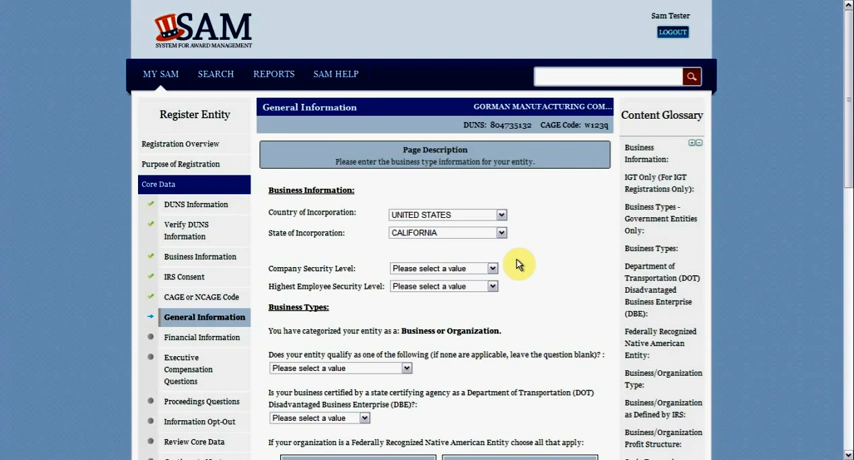 SAM
SYSTEM FOR AWARD MANAGEMENT
Sam Tester
LOGOUT
MY SAM SEARCH REPORTS SAM HELP
Register Entity
Registration Overview
Purpose of Registration
Core Data
DUNS Information
Verify DUNS
Information
Business Information
IRS Consent
CAGE or NCAGE Code
General Information
Financial Information
Executive
Compensation
Questions
Proceedings Questions
Information Opt-Out
Review Core Data
General Information GORMAN MANUFACTURING COM...
DUNS: 804735132 CAGE Code: w123q
Page Description
Please enter the business type information for your entity.
Business Information:
Country of Incorporation: UNITED STATES
State of Incorporation: CALIFORNIA
Company Security Level: Please select a value
Highest Employee Security Level: Please select a value
Business Types:
You have categorized your entity as a: Business or Organization.
Does your entity qualify as one of the following (if none are applicable, leave the question blank)? :
Please select a value
Is your business certified by a state certifying agency as a Department of Transportation (DOT)
Disadvantaged Business Enterprise (DBE)?:
Please select a value
If your organization is a Federally Recognized Native American Entity choose all that apply:
Content Glossary
Business
Information:
IGT Only (For IGT
Registrations Only):
Business Types -
Government Entities
Only:
Business Types:
Department of
Transportation (DOT)
Disadvantaged
Business Enterprise
(DBE):
Federally Recognized
Native American
Entity:
Business/Organization
Type:
Business/Organization
as Defined by IRS:
Business/Organization
Profit Structure: